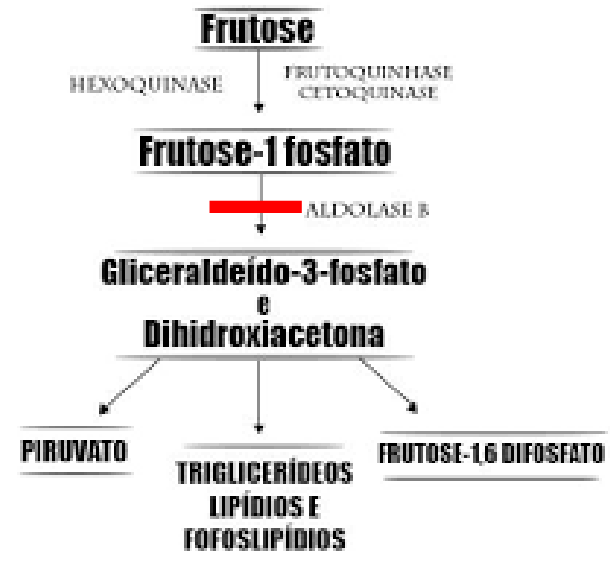 Frutose
HEXOQUINASE
FRUTOQUINHASE
CETOQUINASE
Frutose-1 fosfato
ALDOLASE B
Gliceraldeído-3-fosfato
e
Dihidroxiacetona
PIRUVATO
TRIGLICERÍDEOS
LIPÍDIOS E
FOFOSLIPÍDIOS
FRUTOSE-1,6 DIFOSFATO